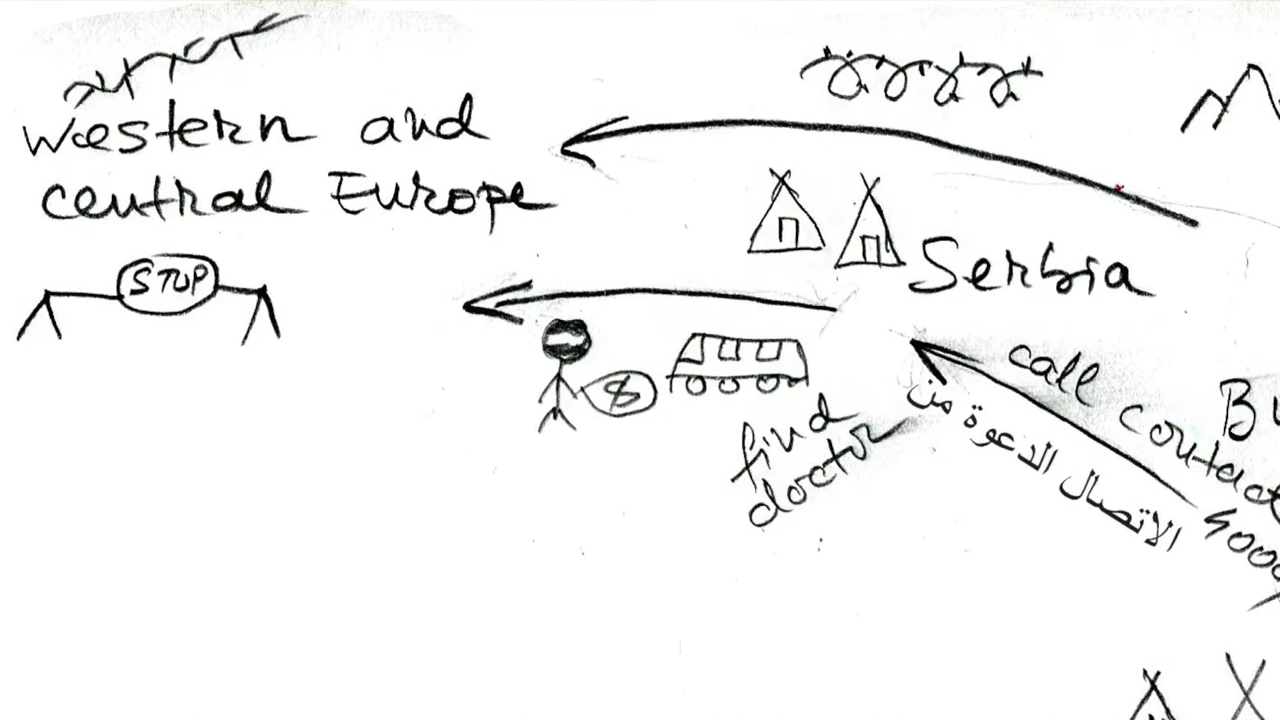 Western and
central Europe
STOP
Serbia
$
find
doctor
call
contact
الاتصال الدعوة من